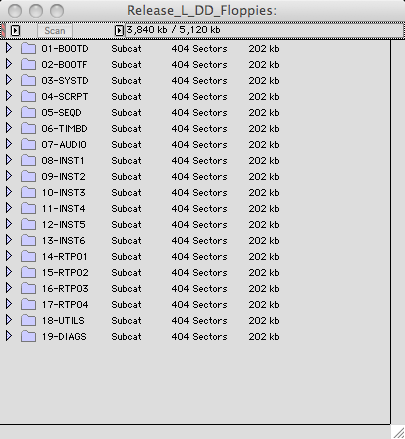 Release_L_DD_Floppies:
Scan 3,840 kb / 5,120 kb
01-BOOTD Subcat 404 Sectors 202 kb
02-BOOTF Subcat 404 Sectors 202 kb
03-SYSTD Subcat 404 Sectors 202 kb
04-SCRPT Subcat 404 Sectors 202 kb
05-SEQD Subcat 404 Sectors 202 kb
06-TIMBD Subcat 404 Sectors 202 kb
07-AUDIO Subcat 404 Sectors 202 kb
08-INST1 Subcat 404 Sectors 202 kb
09-INST2 Subcat 404 Sectors 202 kb
10-INST3 Subcat 404 Sectors 202 kb
11-INST4 Subcat 404 Sectors 202 kb
12-INST5 Subcat 404 Sectors 202 kb
13-INST6 Subcat 404 Sectors 202 kb
14-RTP01 Subcat 404 Sectors 202 kb
15-RTP02 Subcat 404 Sectors 202 kb
16-RTP03 Subcat 404 Sectors 202 kb
17-RTP04 Subcat 404 Sectors 202 kb
18-UTILS Subcat 404 Sectors 202 kb
19-DIAGS Subcat 404 Sectors 202 kb